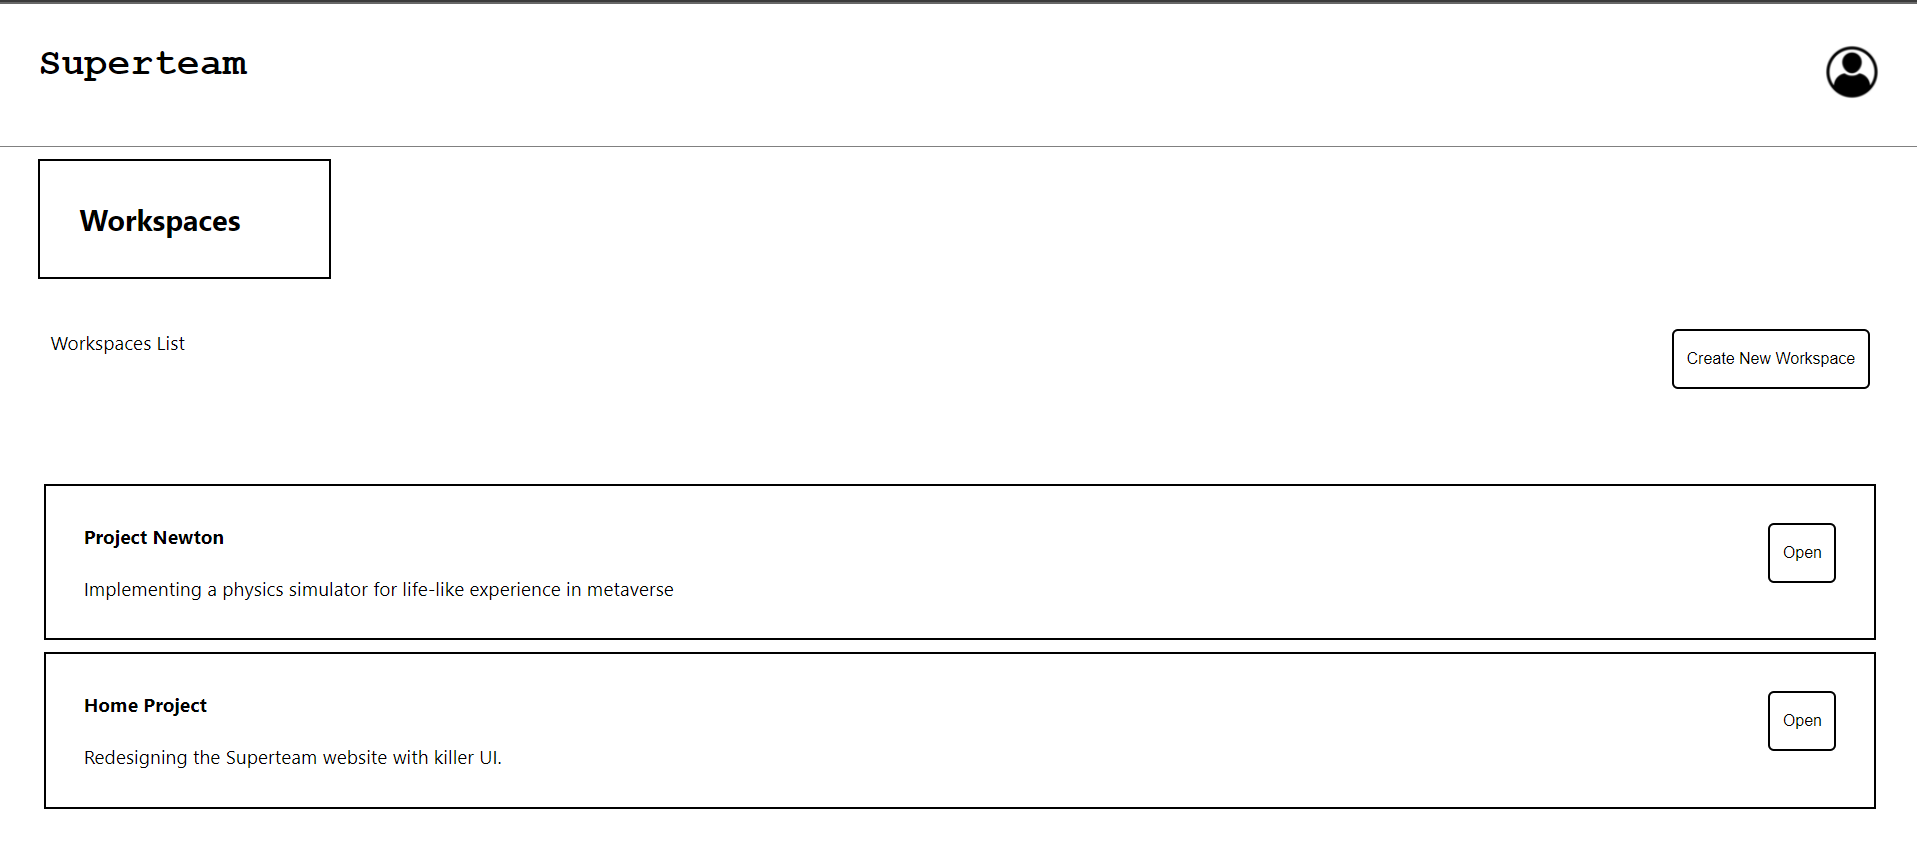 Superteam
Workspaces
Workspaces List
Create New Workspace
Project Newton
Open
Implementing a physics simulator for life-like experience in metaverse
Home Project
Open
Redesigning the Superteam website with killer UI.